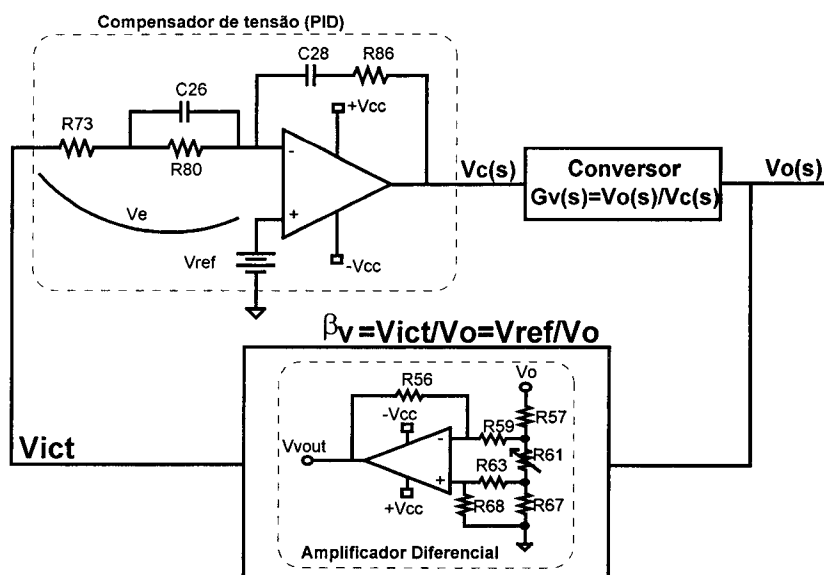 Compensador de tensão (PID)
C28
R86
C26
+Vcc
R73
R80
-
+
Ve
Vref
-Vcc
Vc(s)
Conversor
Gv(s)=Vo(s)/Vc(s)
Vo(s)
βv=Vict/Vo=Vref/Vo
Vict
R56
Vo
-Vcc
R57
R59
Vvout
-
R61
R63
+
+Vcc
R68
R67
Amplificador Diferencial